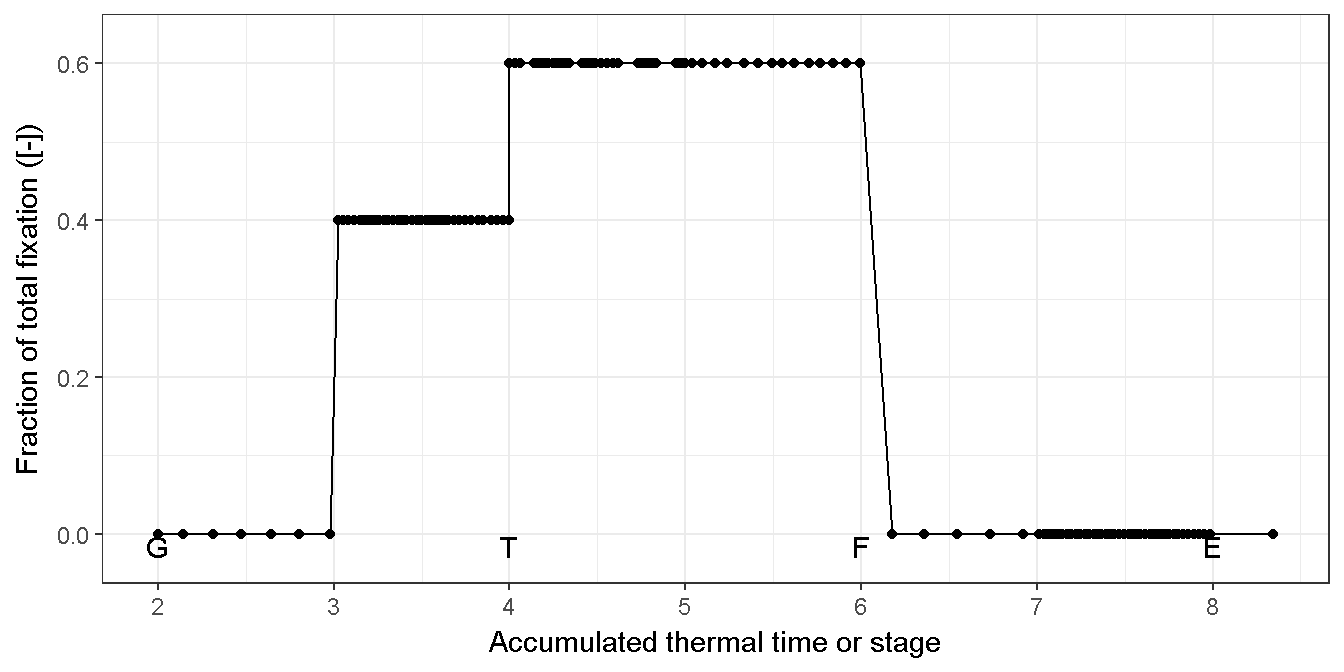 Fraction of total fixation ([-])
0.6
0.4
0.2
0.0
G T F E
2 3 4 5 6 7 8
Accumulated thermal time or stage